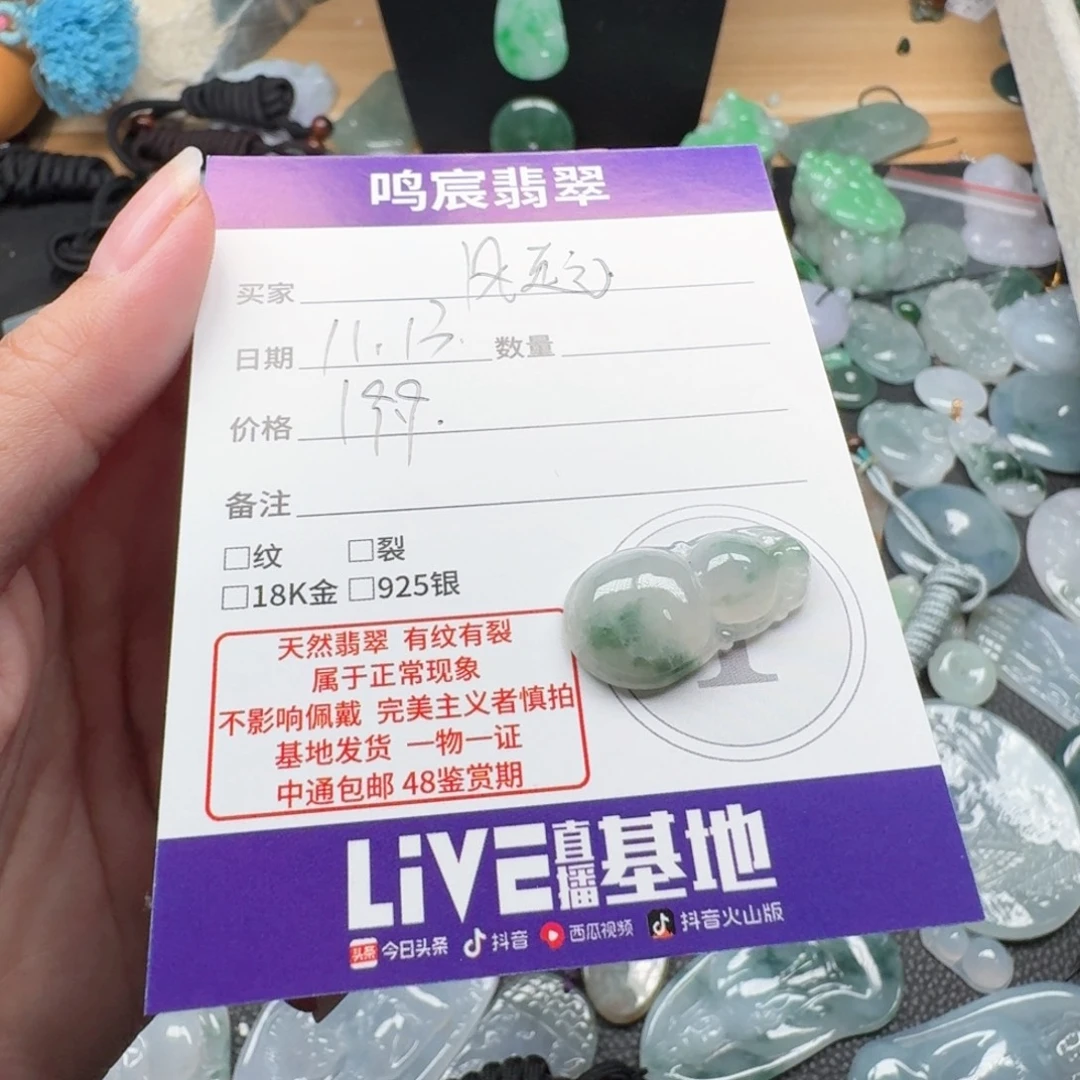 鸣宸翡翠
买家
日期 11.13. 数量
价格 199.
备注
□纹 □裂
□18K金 □925银
天然翡翠 有纹有裂
属于正常现象
不影响佩戴 完美主义者慎拍
基地发货 一物一证
中通包邮 48鉴赏期
LiVE直播基地
头条 今日头条 抖音 西瓜视频 抖音火山版